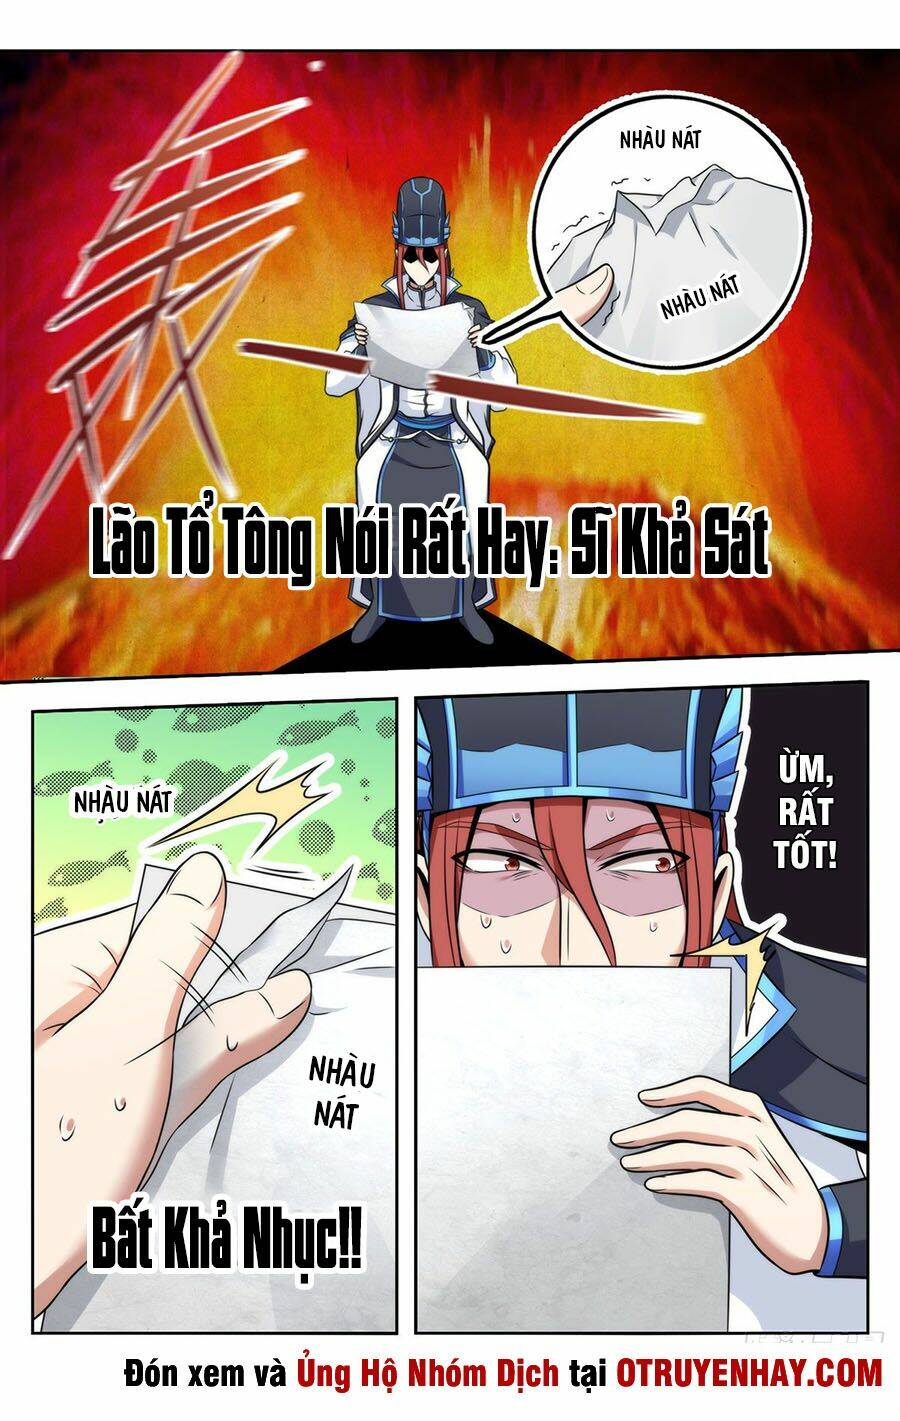 NHÀU NÁT
NHÀU NÁT
Lão Tổ Tông Nói Rất Hay: Sĩ Khả Sát
NHÀU NÁT
NHÀU
NÁT
Bất Khả Nhục!!
ỪM,
RẤT
TỐT!
Đón xem và Ủng Hộ Nhóm Dịch tại OTRUYENHAY.COM